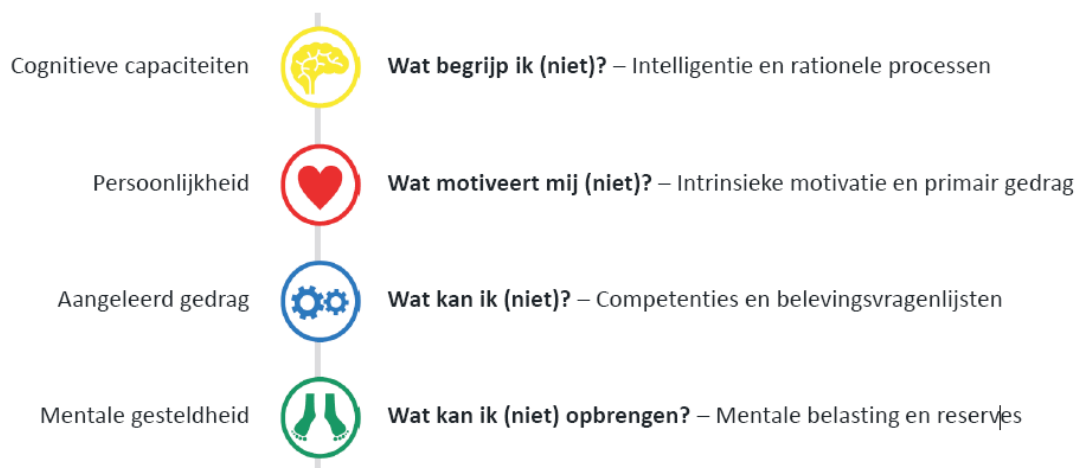 Cognitieve capaciteiten Wat begrijp ik (niet)? – Intelligentie en rationele processen
Persoonlijkheid Wat motiveert mij (niet)? – Intrinsieke motivatie en primair gedrag
Aangeleerd gedrag Wat kan ik (niet)? – Competenties en belevingsvragenlijsten
Mentale gesteldheid Wat kan ik (niet) opbrengen? – Mentale belasting en reserves